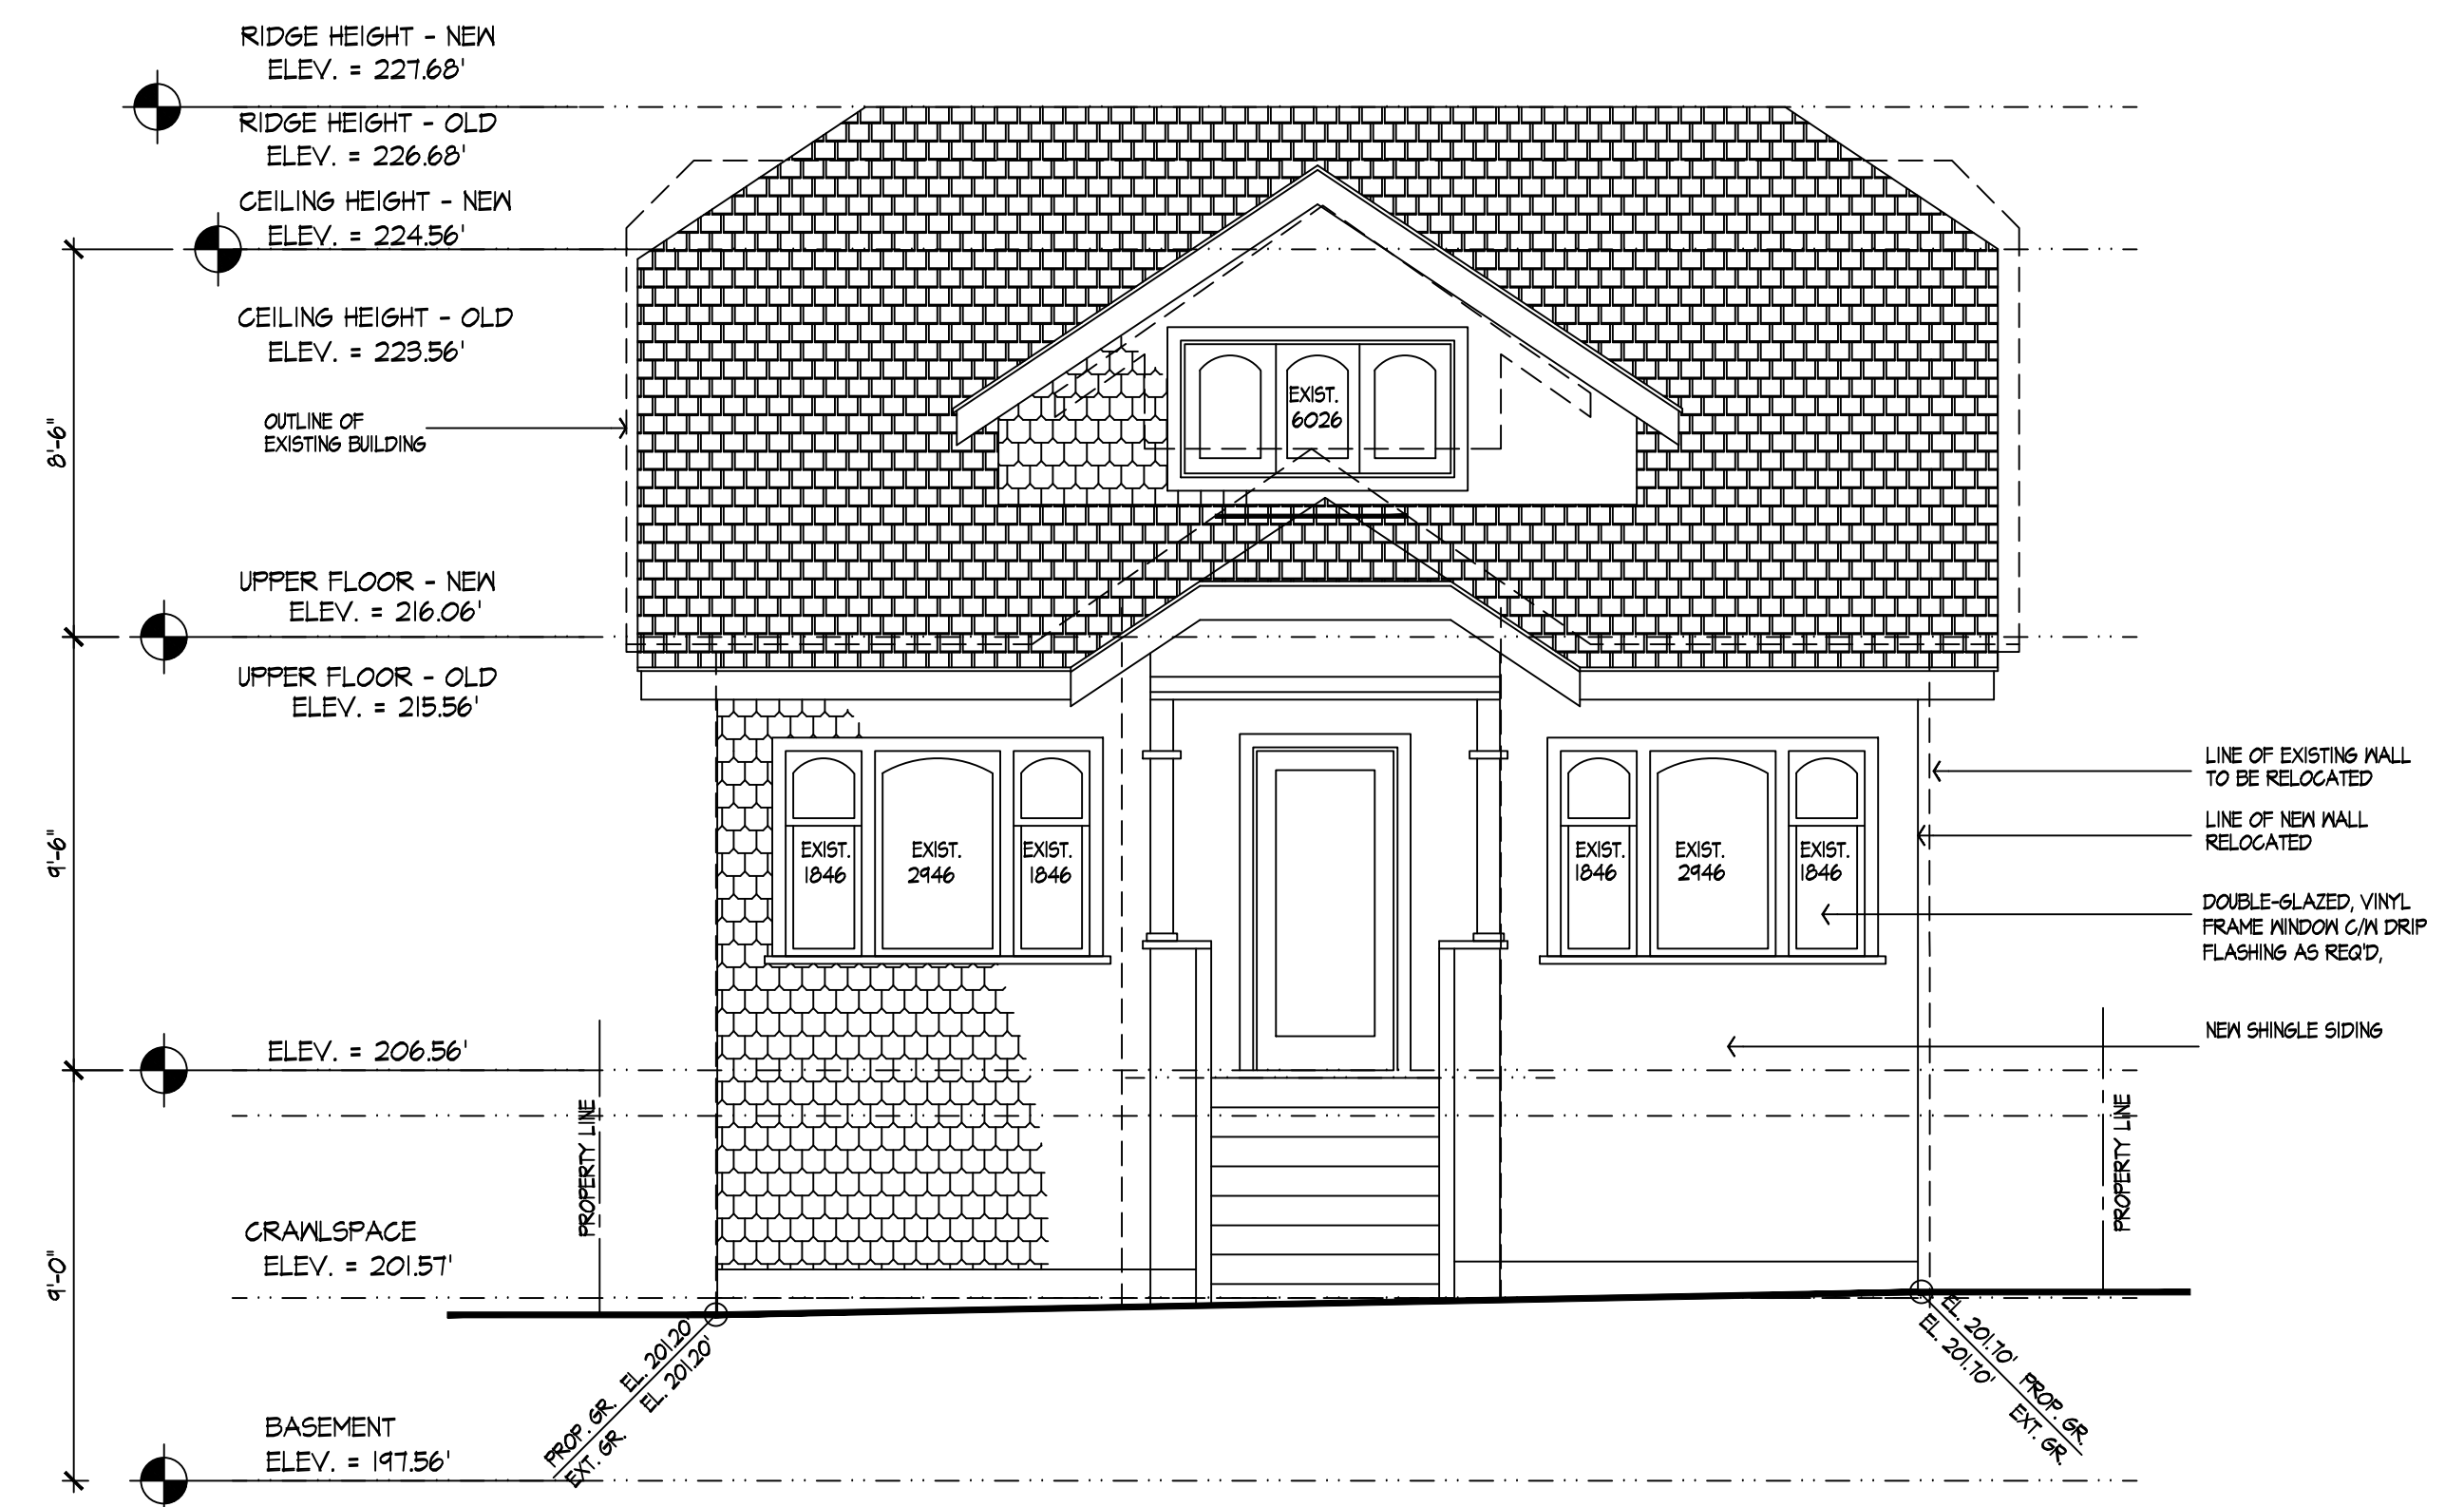 RIDGE HEIGHT - NEW
ELEV. = 227.68'
RIDGE HEIGHT - OLD
ELEV. = 226.68'
CEILING HEIGHT - NEW
ELEV. = 224.56'
CEILING HEIGHT - OLD
ELEV. = 223.56'
OUTLINE OF
EXISTING BUILDING
8'-6"
UPPER FLOOR - NEW
ELEV. = 216.06'
UPPER FLOOR - OLD
ELEV. = 215.56'
9'-6"
ELEV. = 206.56'
PROPERTY LINE
CRAWLSPACE
ELEV. = 201.57'
9'-0"
BASEMENT
ELEV. = 197.56'
PROP. GR. EL. 201.20'
EXT. GR. EL. 201.20'
EXIST.
6026
EXIST.
1846
EXIST.
2946
EXIST.
1846
EXIST.
1846
EXIST.
2946
EXIST.
1846
LINE OF EXISTING WALL
TO BE RELOCATED
LINE OF NEW WALL
RELOCATED
DOUBLE-GLAZED, VINYL
FRAME WINDOW C/W DRIP
FLASHING AS REQ'D,
NEW SHINGLE SIDING
PROPERTY LINE
EL. 201.70' PROP. GR.
EL. 201.70' EXT. GR.